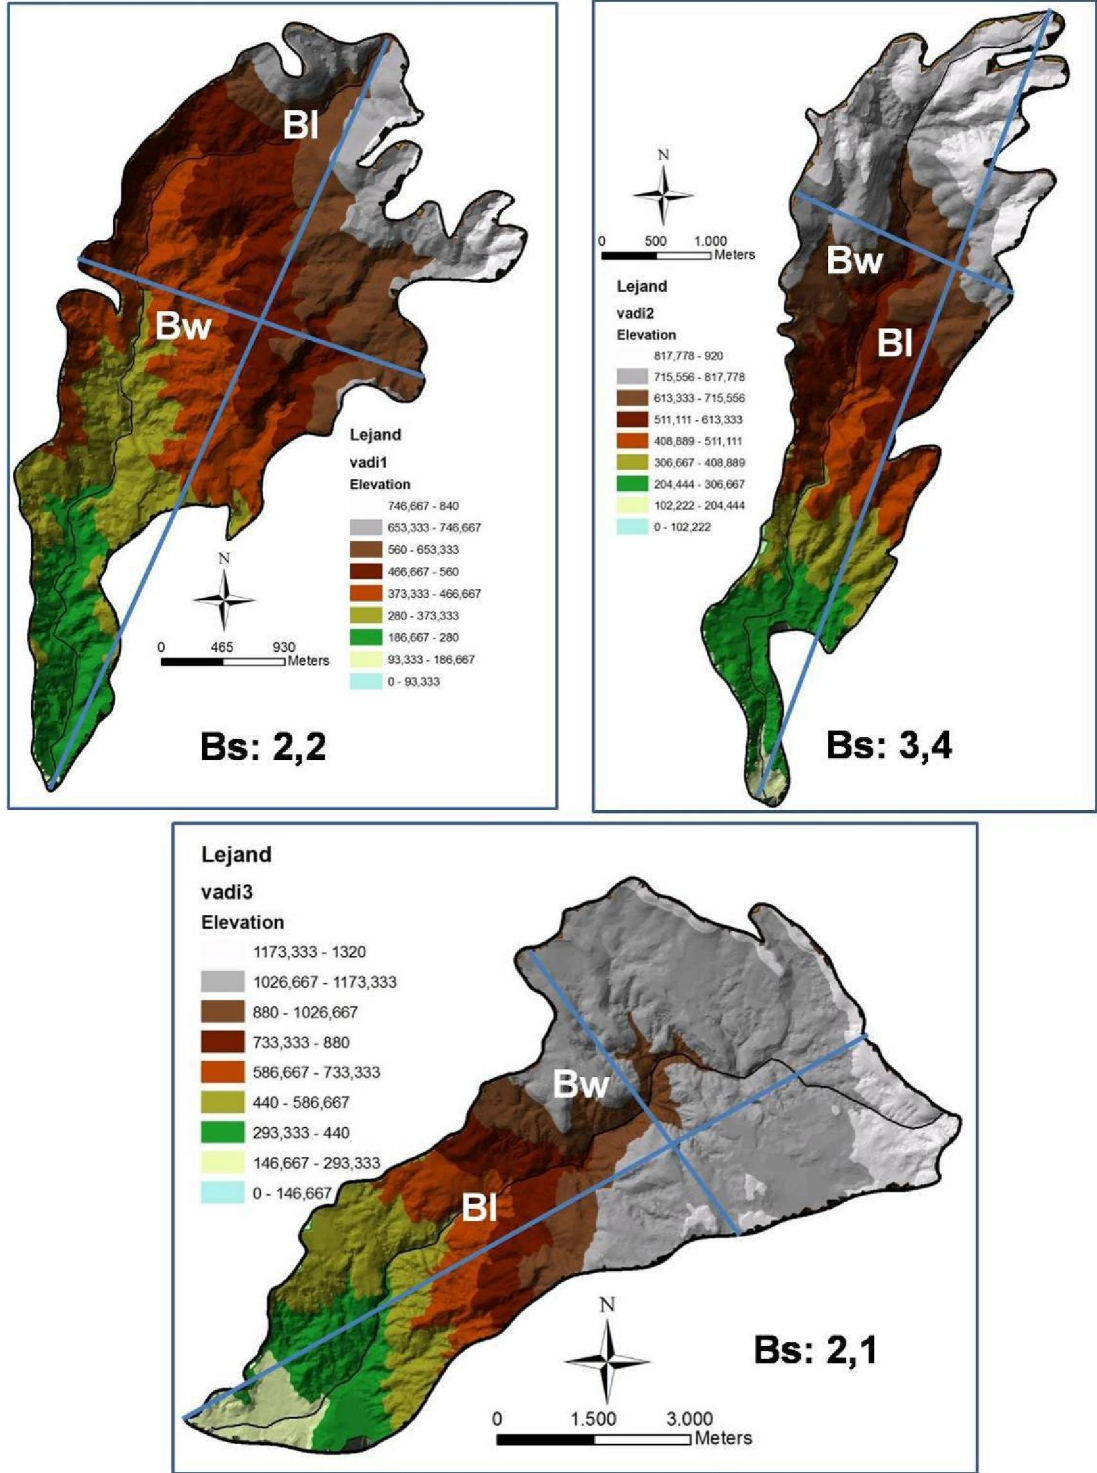 Bl
Bw
Lejand
vadi1
Elevation
746,667 - 840
653,333 - 746,667
560 - 653,333
466,667 - 560
373,333 - 466,667
280 - 373,333
186,667 - 280
93,333 - 186,667
0 - 93,333
N
0 465 930
Meters
Bs: 2,2
N
0 500 1.000
Meters
Bw
Bl
Lejand
vadi2
Elevation
817,778 - 920
715,556 - 817,778
613,333 - 715,556
511,111 - 613,333
408,889 - 511,111
306,667 - 408,889
204,444 - 306,667
102,222 - 204,444
0 - 102,222
Bs: 3,4
Lejand
vadi3
Elevation
1173,333 - 1320
1026,667 - 1173,333
880 - 1026,667
733,333 - 880
586,667 - 733,333
440 - 586,667
293,333 - 440
146,667 - 293,333
0 - 146,667
Bw
Bl
N
Bs: 2,1
0 1.500 3.000
Meters